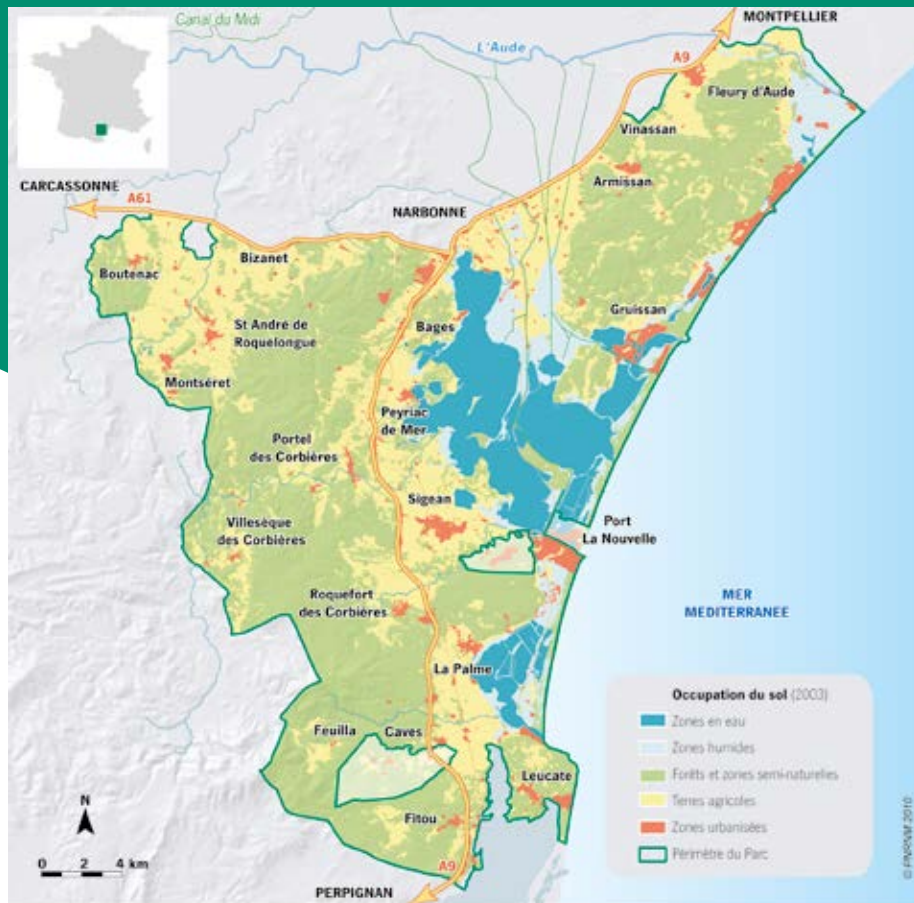 Canal du Midi
MONTPELLIER
L'Aude
A9
Fleury d'Aude
Vinassan
CARCASSONNE
A61
Armissan
NARBONNE
Bizanet
Boutenac
Gruissan
St André de
Roquelongue
Bages
Montséret
Peyriac
de Mer
Portel
des Corbières
Sigean
Villesèque
des Corbières
Port
La Nouvelle
Roquefort
des Corbières
MER
MEDITERRANEE
La Palme
Occupation du sol (2003)
Zones en eau
Zones humides
Forêts et zones semi-naturelles
Terres agricoles
Zones urbanisées
Périmètre du Parc
Feuilla
Caves
Leucate
Fitou
N
0 2 4 km
A9
PERPIGNAN
© PNRNM 2010